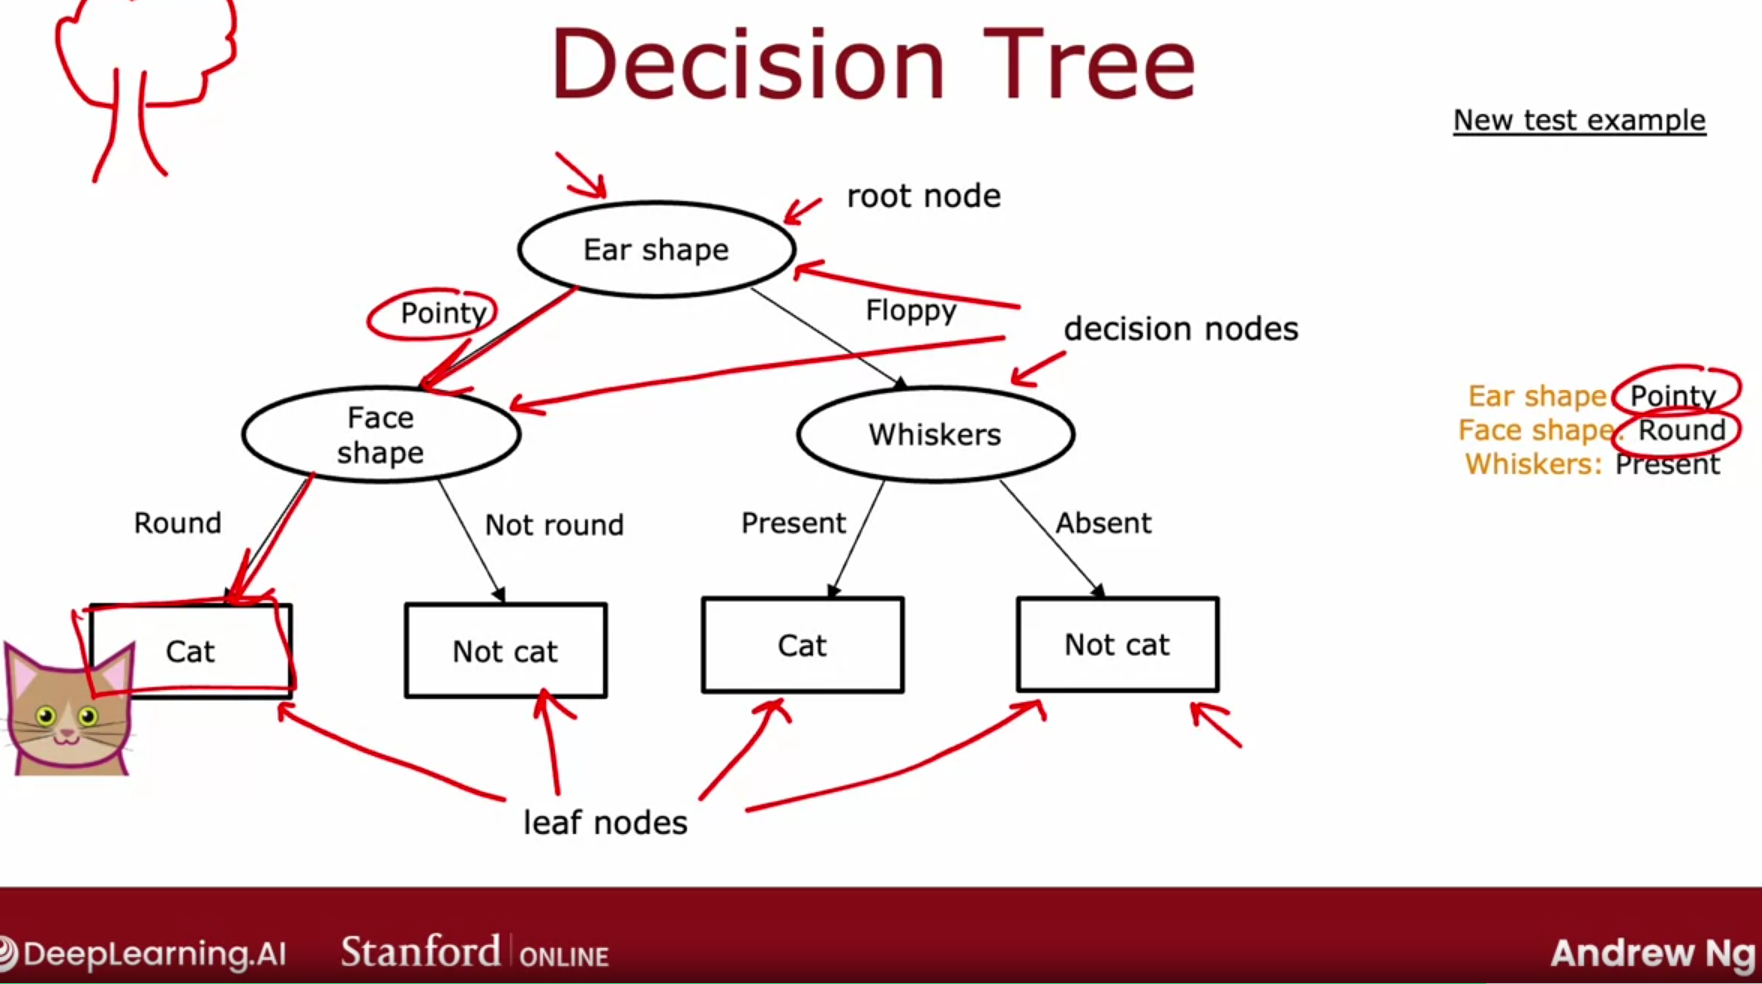 Decision Tree
New test example
root node
Ear shape
Pointy
Floppy
decision nodes
Ear shape: Pointy
Face shape: Round
Whiskers: Present
Face
shape
Whiskers
Round
Not round
Present
Absent
Cat
Not cat
Cat
Not cat
leaf nodes
DeepLearning.AI
Stanford ONLINE
Andrew Ng